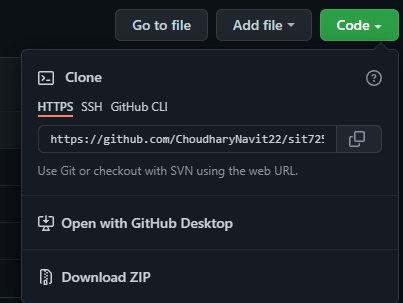 Go to file Add file Code
Clone
HTTPS SSH GitHub CLI
https://github.com/ChoudharyNavit22/sit725
Use Git or checkout with SVN using the web URL.
Open with GitHub Desktop
Download ZIP